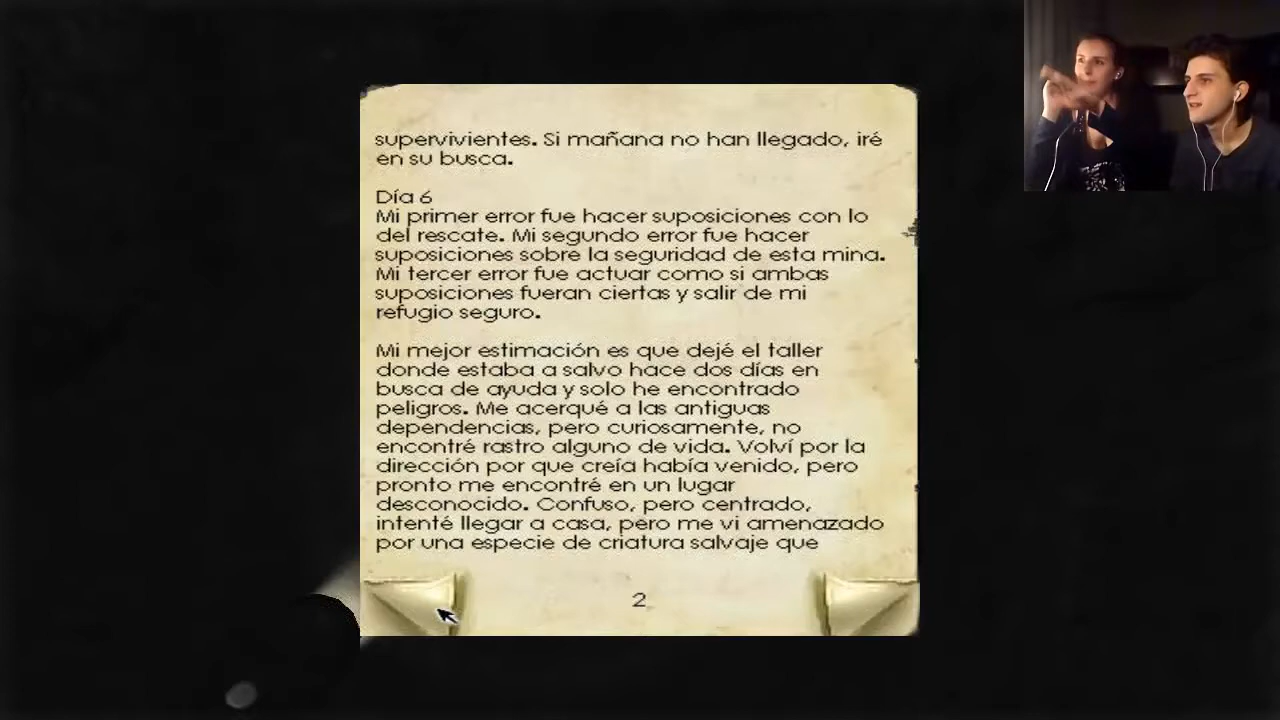 supervivientes. Si mañana no han llegado, iré
en su busca.
Día 6
Mi primer error fue hacer suposiciones con lo
del rescate. Mi segundo error fue hacer
suposiciones sobre la seguridad de esta mina.
Mi tercer error fue actuar como si ambas
suposiciones fueran ciertas y salir de mi
refugio seguro.
Mi mejor estimación es que dejé el taller
donde estaba a salvo hace dos días en
busca de ayuda y solo he encontrado
peligros. Me acerqué a las antiguas
dependencias, pero curiosamente, no
encontré rastro alguno de vida. Volví por la
dirección por que creía había venido, pero
pronto me encontré en un lugar
desconocido. Confuso, pero centrado,
intenté llegar a casa, pero me vi amenazado
por una especie de criatura salvaje que
2